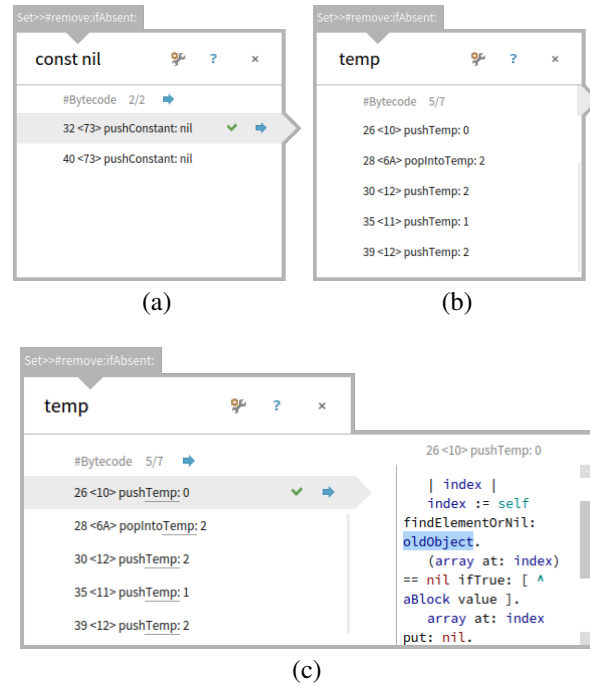 Set>>#remove:ifAbsent:
const nil ? ×
#Bytecode 2/2
32 <73> pushConstant: nil
40 <73> pushConstant: nil
(a)
Set>>#remove:ifAbsent:
temp ? ×
#Bytecode 5/7
26 <10> pushTemp: 0
28 <6A> popIntoTemp: 2
30 <12> pushTemp: 2
35 <11> pushTemp: 1
39 <12> pushTemp: 2
(b)
Set>>#remove:ifAbsent:
temp ? ×
#Bytecode 5/7
26 <10> pushTemp: 0
28 <6A> popIntoTemp: 2
30 <12> pushTemp: 2
35 <11> pushTemp: 1
39 <12> pushTemp: 2
26 <10> pushTemp: 0
| index |
index := self
findElementOrNil:
oldObject.
(array at: index)
== nil ifTrue: [ ^
aBlock value ].
array at: index
put: nil.
(c)